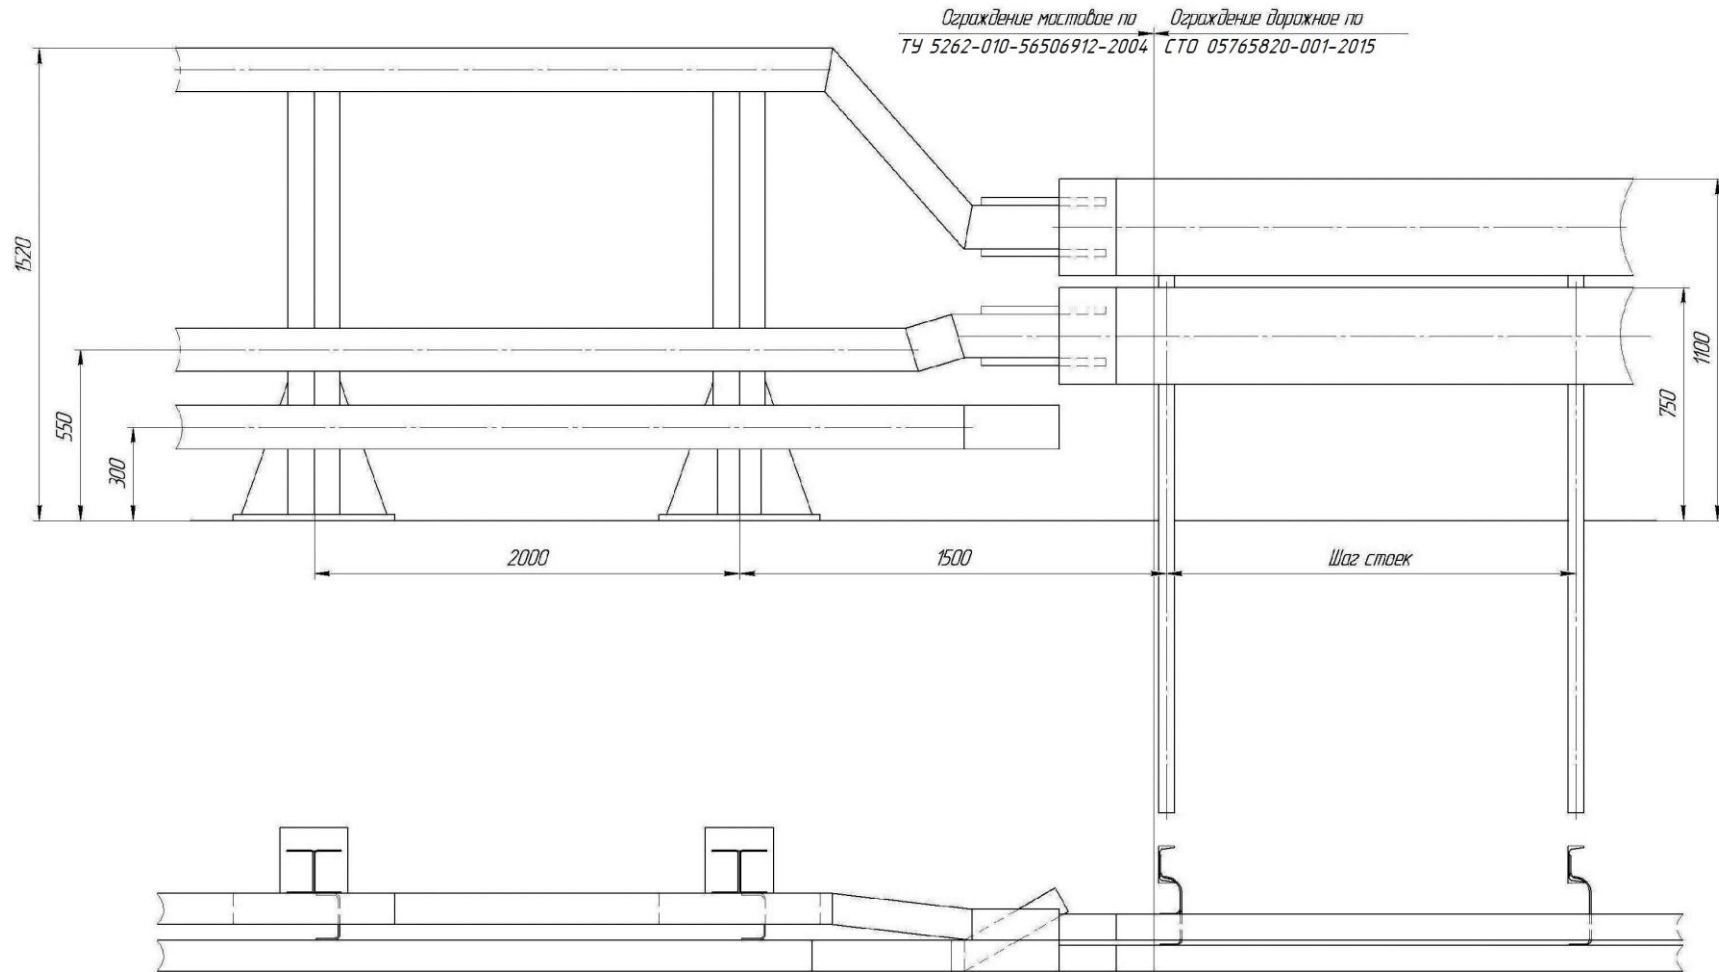 Ограждение мостовое по
ТУ 5262-010-56506912-2004
Ограждение дорожное по
СТО 05765820-001-2015
1520
550
300
1100
750
2000
1500
Шаг стоек